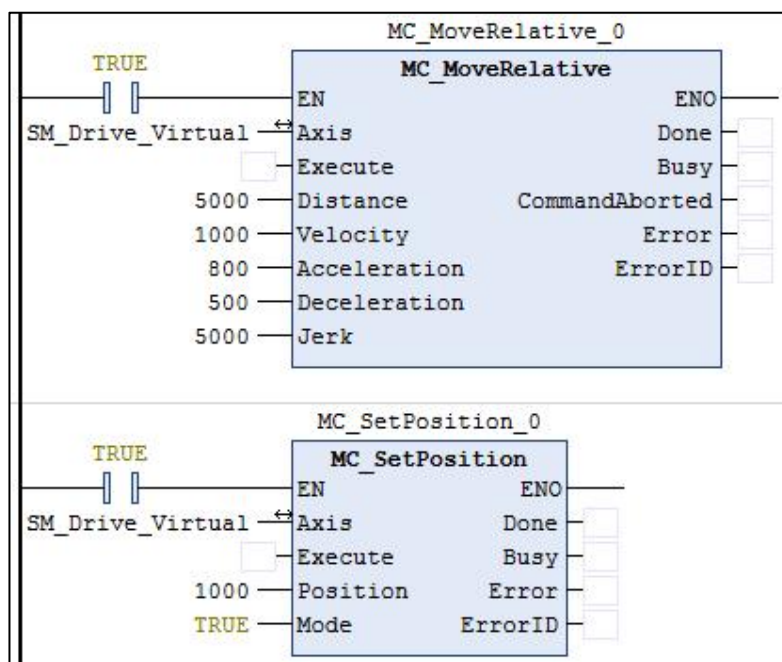 MC_MoveRelative_0
TRUE
MC_MoveRelative
EN ENO
SM_Drive_Virtual Axis Done
Execute Busy
5000 Distance CommandAborted
1000 Velocity Error
800 Acceleration ErrorID
500 Deceleration
5000 Jerk
MC_SetPosition_0
TRUE
MC_SetPosition
EN ENO
SM_Drive_Virtual Axis Done
Execute Busy
1000 Position Error
TRUE Mode ErrorID